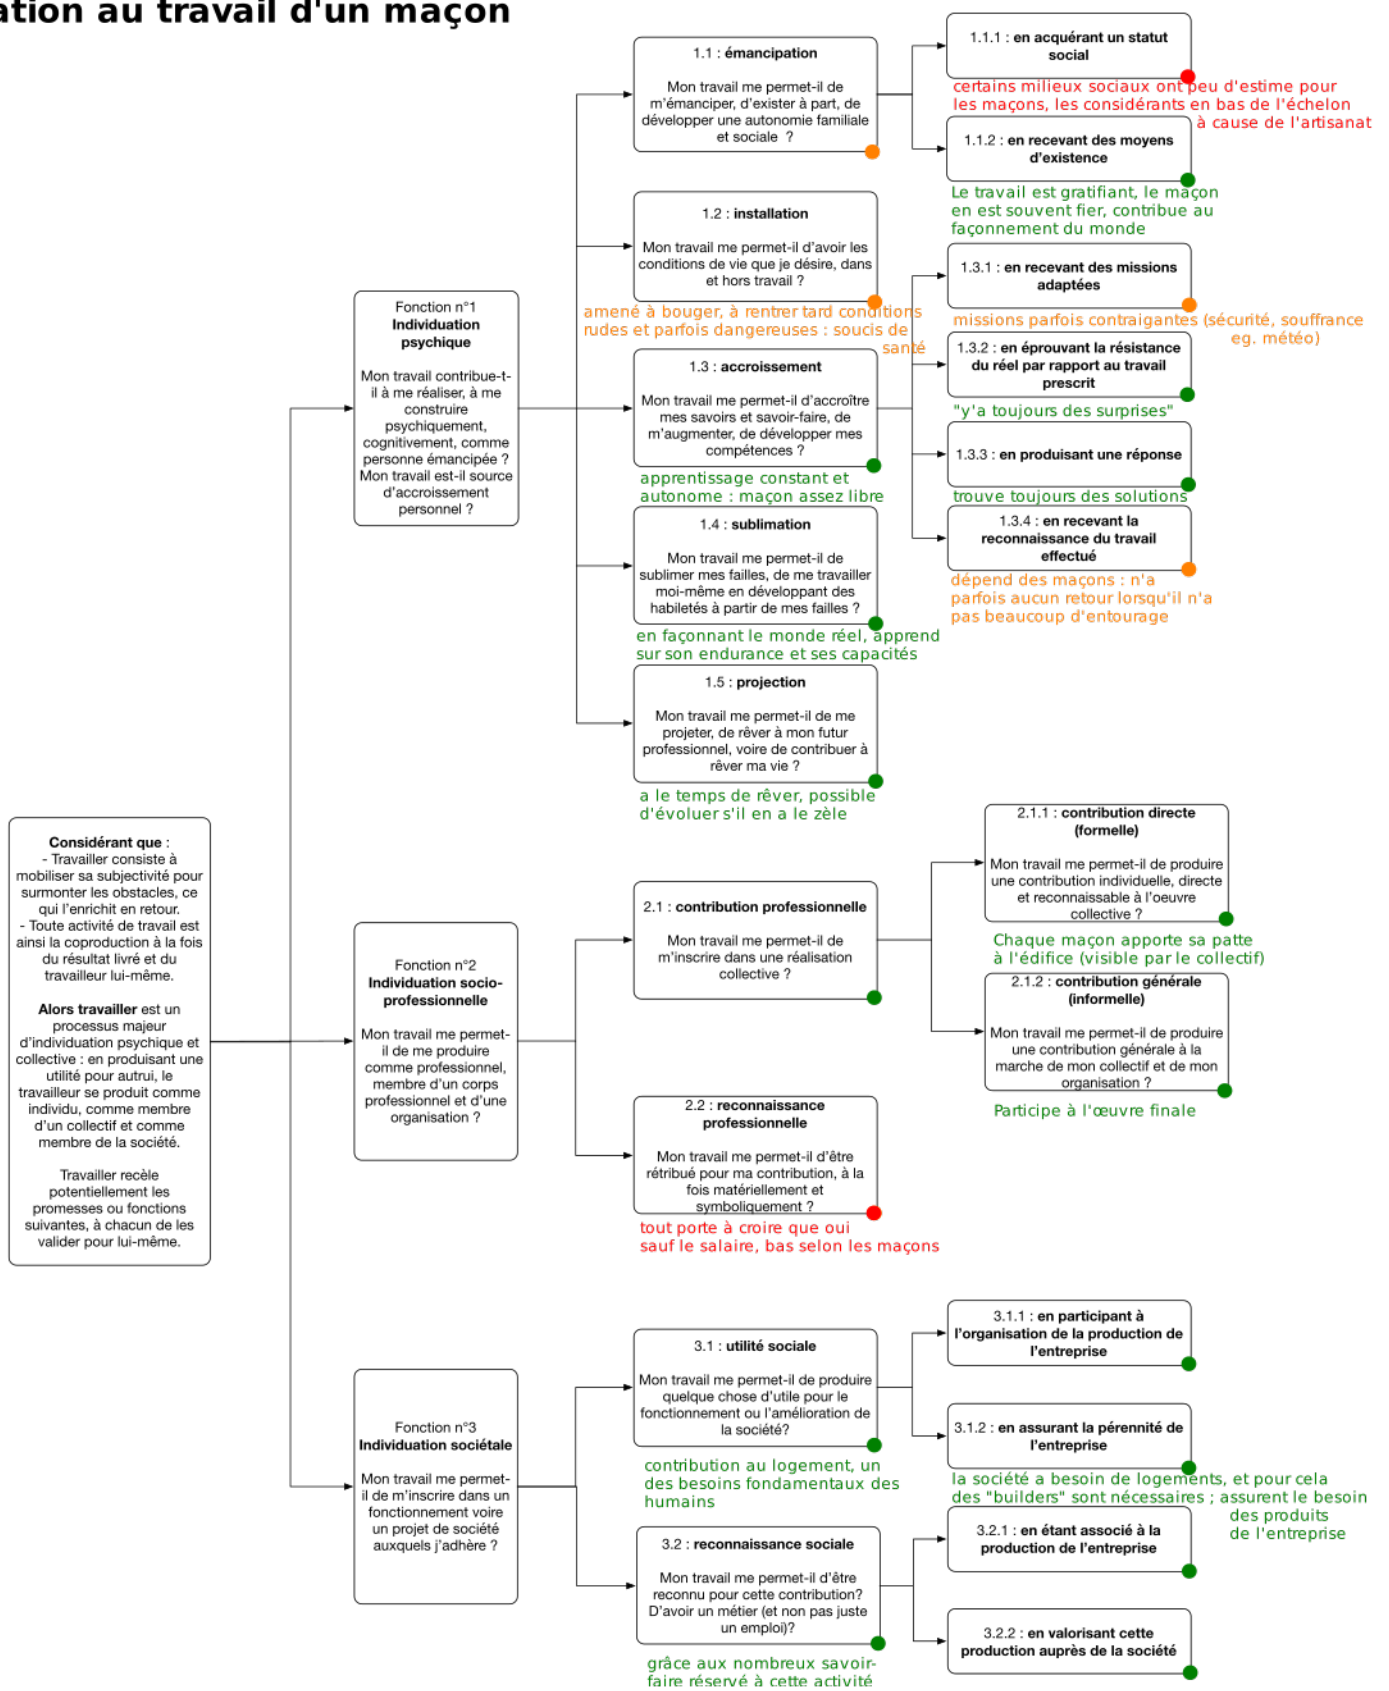 ation au travail d'un maçon
1.1 : émancipation
Mon travail me permet-il de
m'émanciper, d'exister à part, de
développer une autonomie familiale
et sociale ?
1.1.1 : en acquérant un statut
social
certains milieux sociaux ont peu d'estime pour
les maçons, les considérants en bas de l'échelon
à cause de l'artisanat
1.1.2 : en recevant des moyens
d'existence
Le travail est gratifiant, le maçon
en est souvent fier, contribue au
façonnement du monde
1.2 : installation
Mon travail me permet-il d'avoir les
conditions de vie que je désire, dans
et hors travail ?
amené à bouger, à rentrer tard conditions
rudes et parfois dangereuses : soucis de
santé
1.3.1 : en recevant des missions
adaptées
missions parfois contraigantes (sécurité, souffrance
eg. météo)
Fonction n°1
Individuation
psychique
Mon travail contribue-t-
il à me réaliser, à me
construire
psychiquement,
cognitivement, comme
personne émancipée ?
Mon travail est-il source
d'accroissement
personnel ?
1.3 : accroissement
Mon travail me permet-il d'accroître
mes savoirs et savoir-faire, de
m'augmenter, de développer mes
compétences ?
apprentissage constant et
autonome : maçon assez libre
1.3.2 : en éprouvant la résistance
du réel par rapport au travail
prescrit
"y'a toujours des surprises"
1.3.3 : en produisant une réponse
trouve toujours des solutions
1.3.4 : en recevant la
reconnaissance du travail
effectué
dépend des maçons : n'a
parfois aucun retour lorsqu'il n'a
pas beaucoup d'entourage
1.4 : sublimation
Mon travail me permet-il de
sublimer mes failles, de me travailler
moi-même en développant des
habiletés à partir de mes failles ?
en façonnant le monde réel, apprend
sur son endurance et ses capacités
1.5 : projection
Mon travail me permet-il de me
projeter, de rêver à mon futur
professionnel, voire de contribuer à
rêver ma vie ?
a le temps de rêver, possible
d'évoluer s'il en a le zèle
Considérant que :
- Travailler consiste à
mobiliser sa subjectivité pour
surmonter les obstacles, ce
qui l'enrichit en retour.
- Toute activité de travail est
ainsi la coproduction à la fois
du résultat livré et du
travailleur lui-même.
Alors travailler est un
processus majeur
d'individuation psychique et
collective : en produisant une
utilité pour autrui, le
travailleur se produit comme
individu, comme membre
d'un collectif et comme
membre de la société.
Travailler recèle
potentiellement les
promesses ou fonctions
suivantes, à chacun de les
valider pour lui-même.
Fonction n°2
Individuation socio-
professionnelle
Mon travail me permet-
il de me produire
comme professionnel,
membre d'un corps
professionnel et d'une
organisation ?
2.1 : contribution professionnelle
Mon travail me permet-il de
m'inscrire dans une réalisation
collective ?
2.1.1 : contribution directe
(formelle)
Mon travail me permet-il de produire
une contribution individuelle, directe
et reconnaissable à l'oeuvre
collective ?
Chaque maçon apporte sa patte
à l'édifice (visible par le collectif)
2.1.2 : contribution générale
(informelle)
Mon travail me permet-il de produire
une contribution générale à la
marche de mon collectif et de mon
organisation ?
Participe à l'œuvre finale
2.2 : reconnaissance
professionnelle
Mon travail me permet-il d'être
rétribué pour ma contribution, à la
fois matériellement et
symboliquement ?
tout porte à croire que oui
sauf le salaire, bas selon les maçons
Fonction n°3
Individuation sociétale
Mon travail me permet-
il de m'inscrire dans un
fonctionnement voire
un projet de société
auxquels j'adhère ?
3.1 : utilité sociale
Mon travail me permet-il de produire
quelque chose d'utile pour le
fonctionnement ou l'amélioration de
la société?
contribution au logement, un
des besoins fondamentaux des
humains
3.1.1 : en participant à
l'organisation de la production de
l'entreprise
3.1.2 : en assurant la pérennité de
l'entreprise
la société a besoin de logements, et pour cela
des "builders" sont nécessaires ; assurent le besoin
des produits
de l'entreprise
3.2 : reconnaissance sociale
Mon travail me permet-il d'être
reconnu pour cette contribution?
D'avoir un métier (et non pas juste
un emploi)?
grâce aux nombreux savoir-
faire réservé à cette activité
3.2.1 : en étant associé à la
production de l'entreprise
3.2.2 : en valorisant cette
production auprès de la société